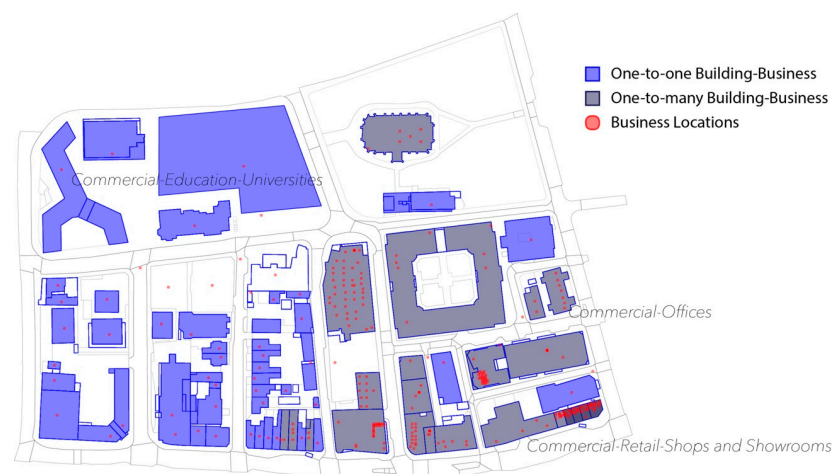 One-to-one Building-Business
One-to-many Building-Business
Business Locations
Commercial-Education-Universities
Commercial-Offices
Commercial-Retail-Shops and Showrooms